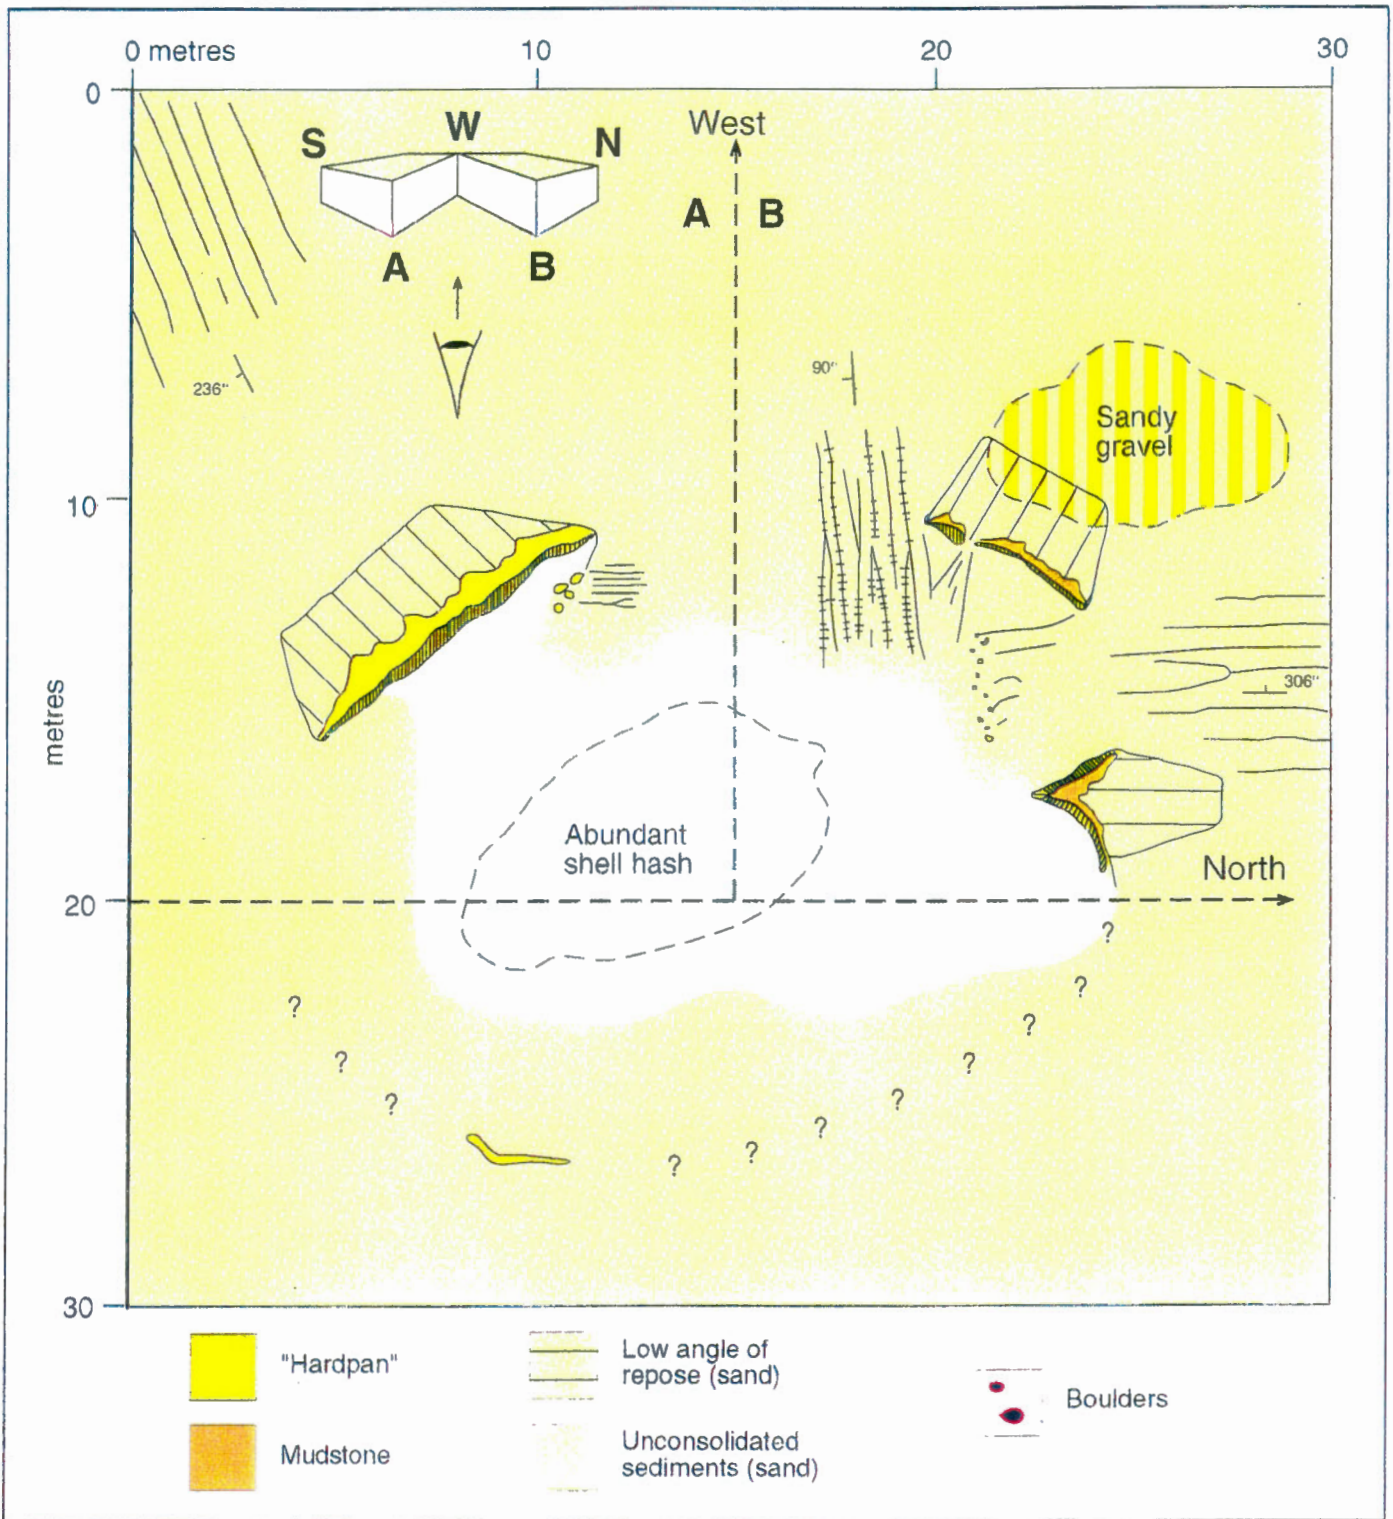 0 metres 10 20 30
0
West
S W N
A B
A B
236"
90"
Sandy
gravel
10
306"
metres
Abundant
shell hash
North
20
?
?
?
?
?
?
?
?
?
?
?
30
"Hardpan"
Mudstone
Low angle of
repose (sand)
Unconsolidated
sediments (sand)
Boulders